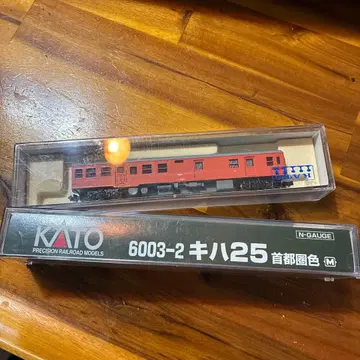 KATO
PRECISION RAILROAD MODELS
6003-2 キハ25 首都圏色
N-GAUGE
M